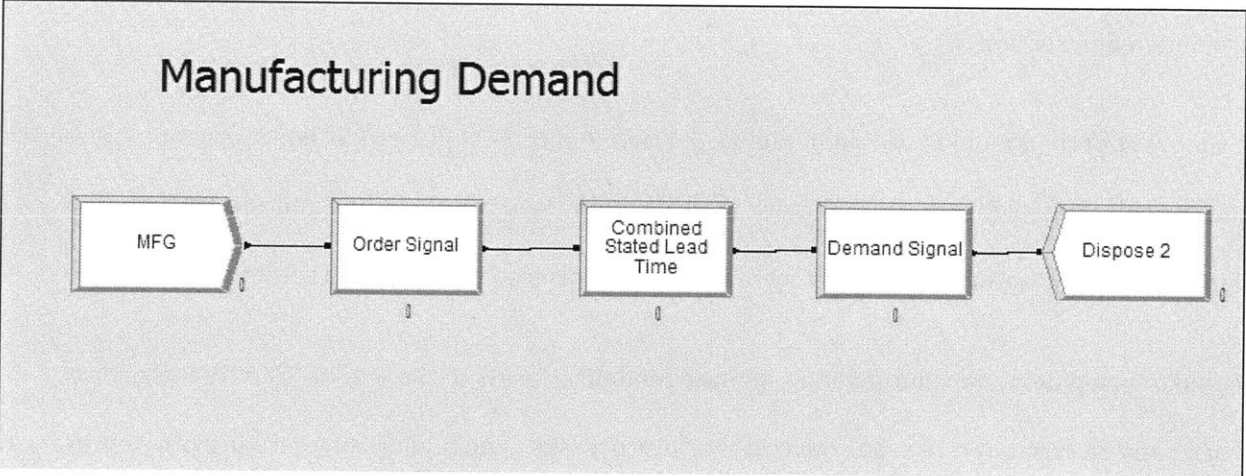 Manufacturing Demand
MFG
Order Signal
Combined
Stated Lead
Time
Demand Signal
Dispose 2
0
0
0
0
0